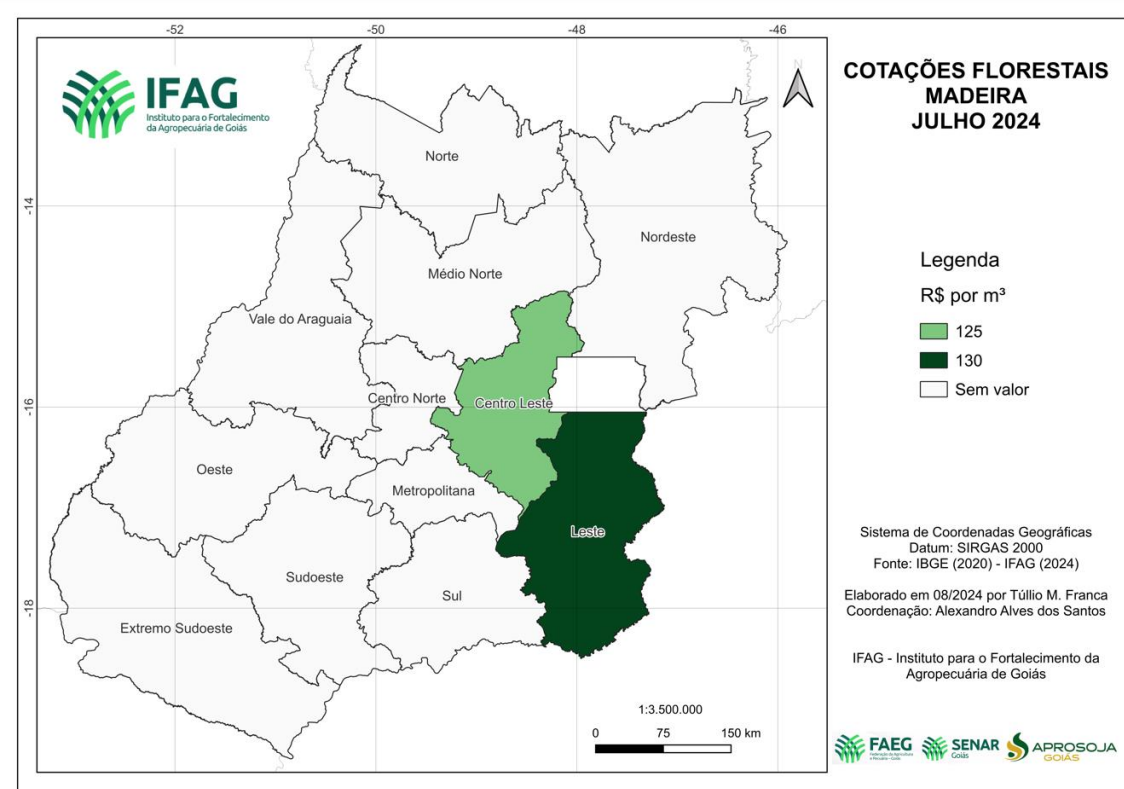 -52
-50
-48
-46
IFAG
Instituto para o Fortalecimento
da Agropecuária de Goiás
N
COTAÇÕES FLORESTAIS
MADEIRA
JULHO 2024
Norte
-14
Nordeste
Médio Norte
Legenda
R$ por m³
125
130
Sem valor
Vale do Araguaia
Centro Norte
Centro Leste
-16
Oeste
Metropolitana
Leste
Sudoeste
Sul
-18
Extremo Sudoeste
Sistema de Coordenadas Geográficas
Datum: SIRGAS 2000
Fonte: IBGE (2020) - IFAG (2024)
Elaborado em 08/2024 por Túllio M. Franca
Coordenação: Alexandro Alves dos Santos
IFAG - Instituto para o Fortalecimento da
Agropecuária de Goiás
1:3.500.000
0 75 150 km
FAEG
SENAR
Goiás
APROSOJA
GOIÁS